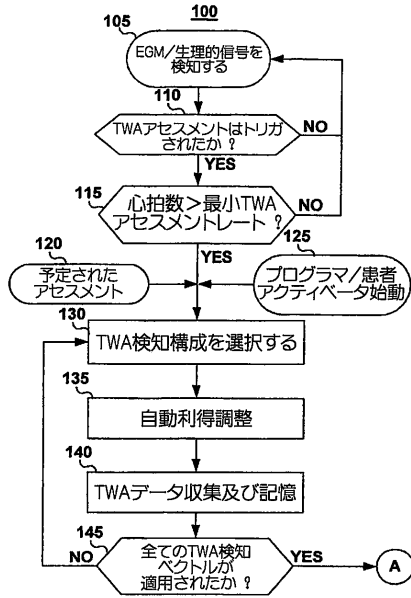 100
105
EGM/生理的信号を
検知する
110
TWAアセスメントはトリガ
されたか?
NO
YES
115
心拍数>最小TWA
アセスメントレート?
NO
YES
120
予定された
アセスメント
125
プログラマ/患者
アクティベータ始動
130
TWA検知構成を選択する
135
自動利得調整
140
TWAデータ収集及び記憶
145
全てのTWA検知
ベクトルが
適用されたか?
NO
YES
A